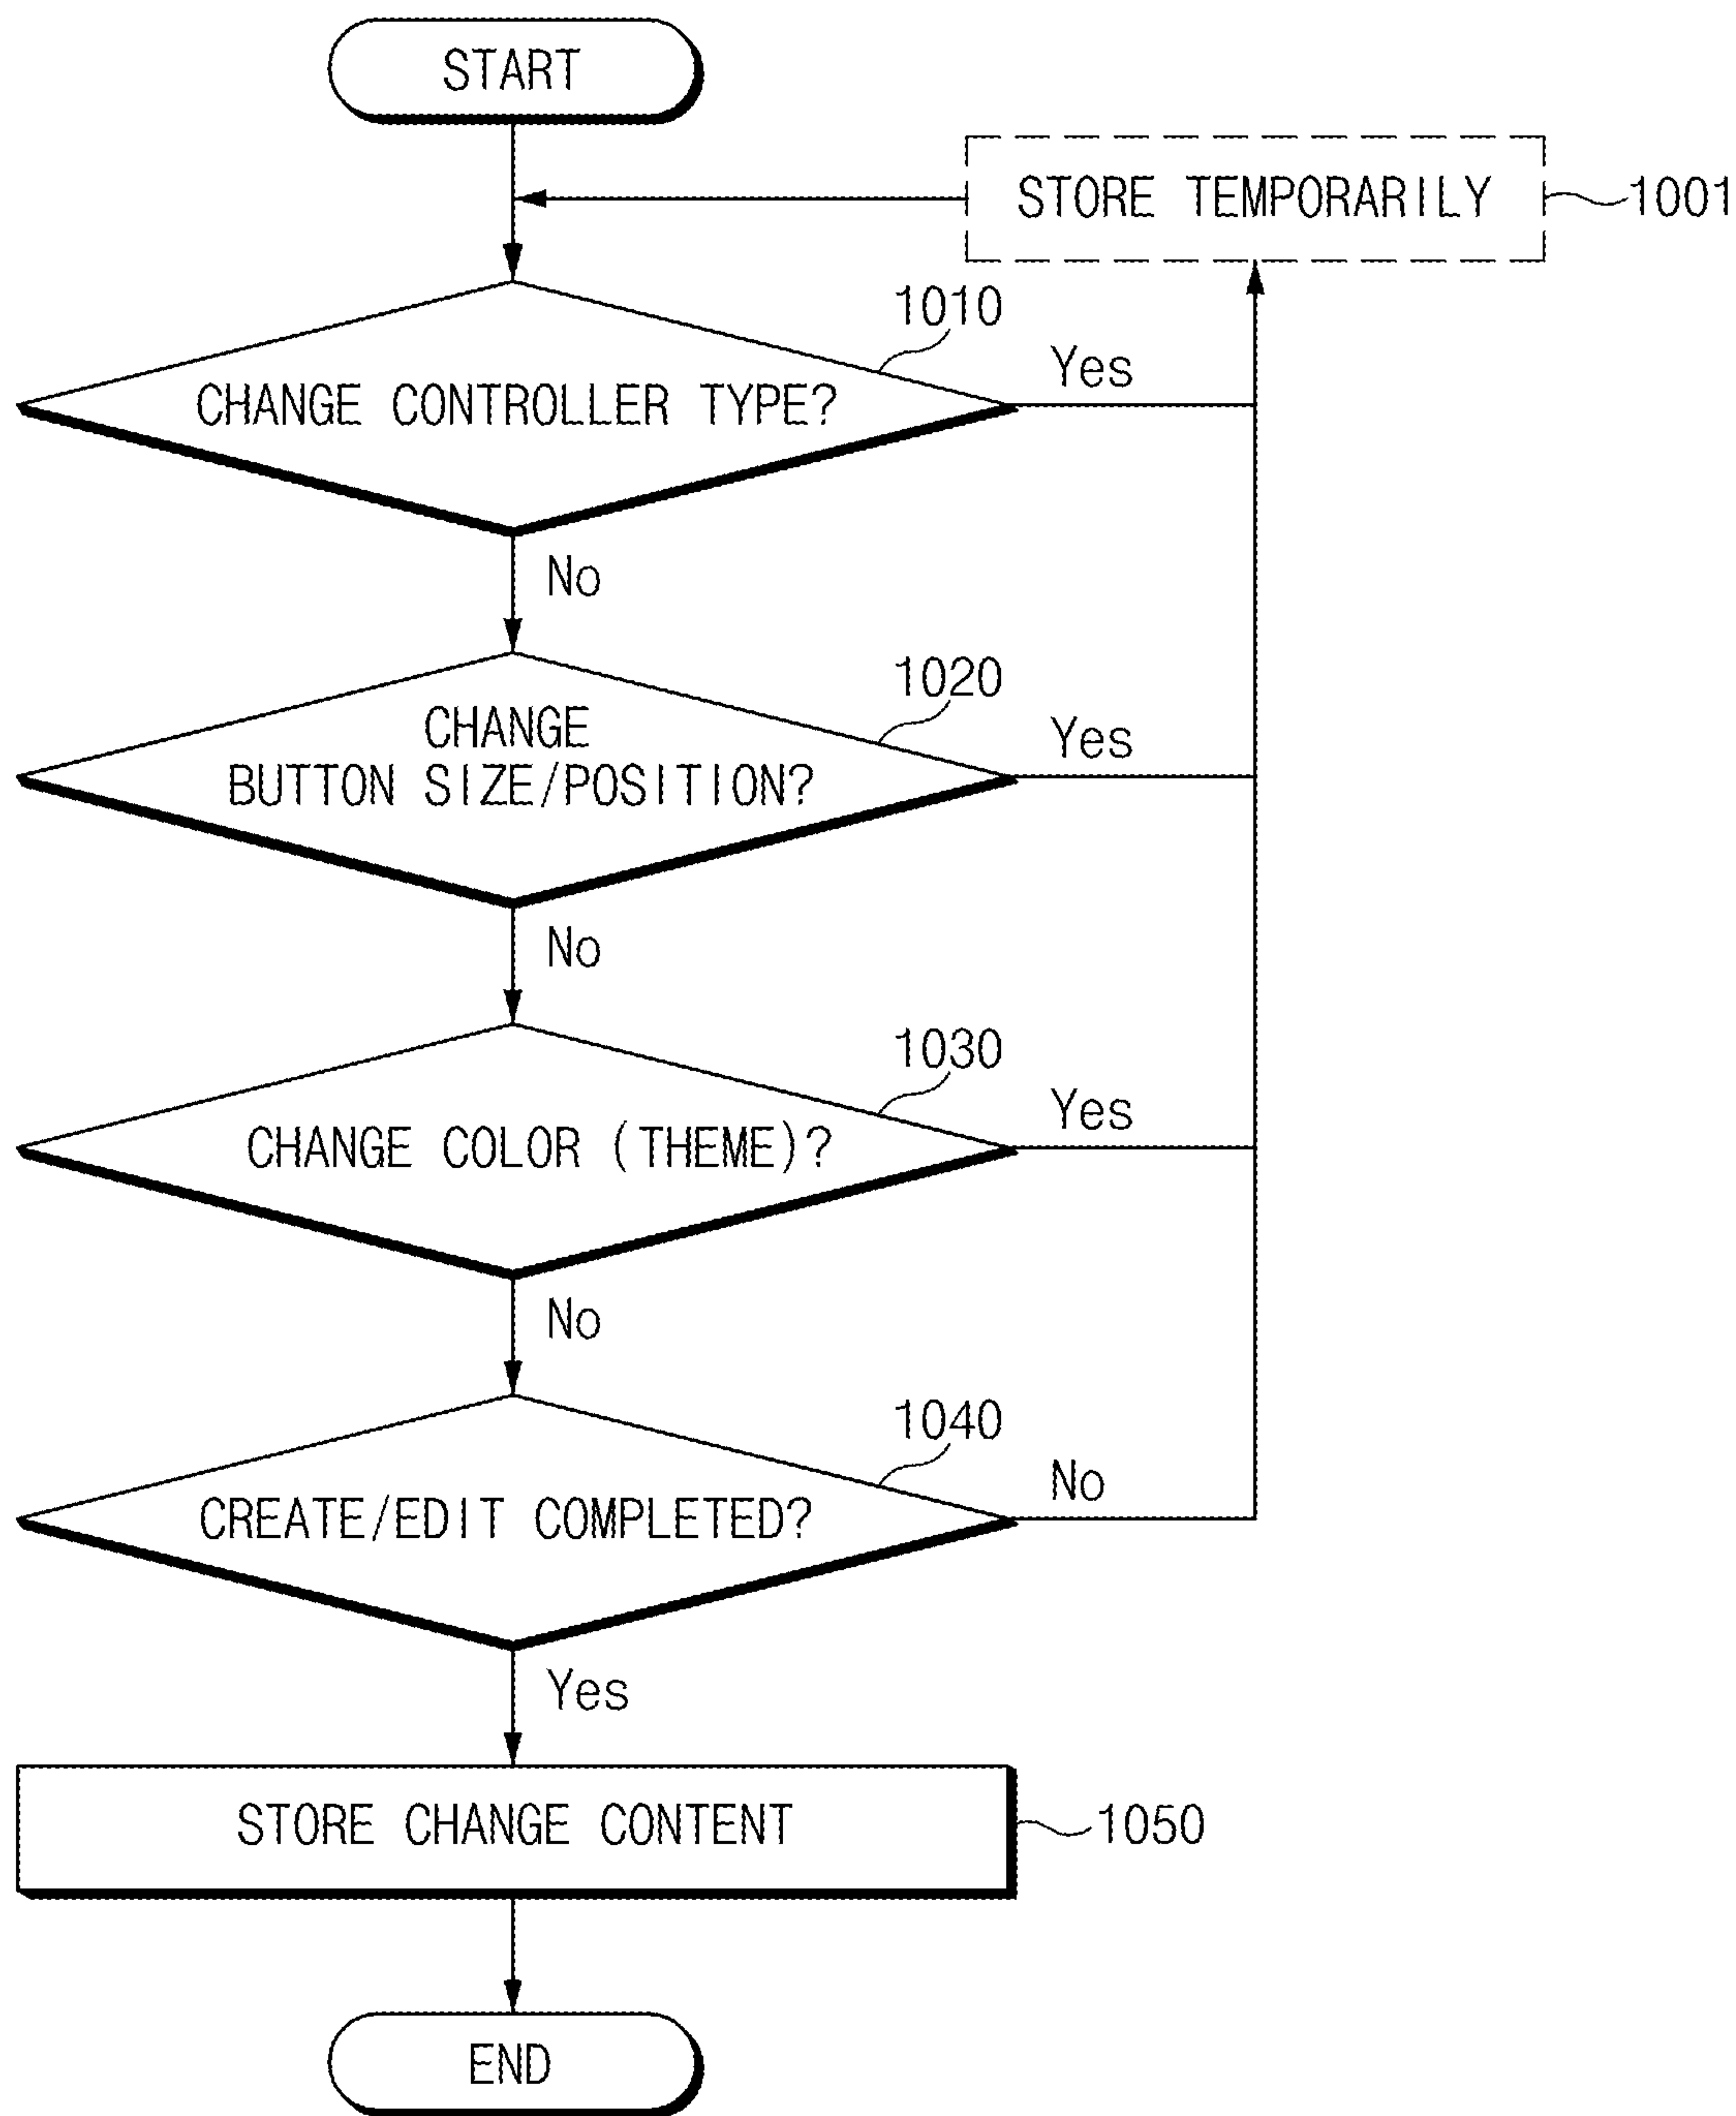 START
STORE TEMPORARILY
1001
1010
CHANGE CONTROLLER TYPE?
Yes
No
1020
CHANGE
BUTTON SIZE/POSITION?
Yes
No
1030
CHANGE COLOR (THEME)?
Yes
No
1040
CREATE/EDIT COMPLETED?
No
Yes
STORE CHANGE CONTENT
1050
END